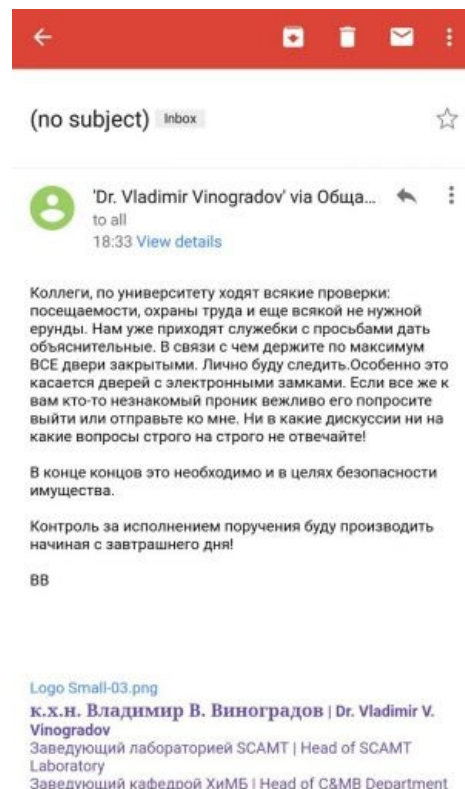 (no subject) Inbox
'Dr. Vladimir Vinogradov' via Обща...
to all
18:33 View details
Коллеги, по университету ходят всякие проверки:
посещаемости, охраны труда и еще всякой не нужной
ерунды. Нам уже приходят служебки с просьбами дать
объяснительные. В связи с чем держите по максимум
ВСЕ двери закрытыми. Лично буду следить.Особенно это
касается дверей с электронными замками. Если все же к
вам кто-то незнакомый проник вежливо его попросите
выйти или отправьте ко мне. Ни в какие дискуссии ни на
какие вопросы строго на строго не отвечайте!
В конце концов это необходимо и в целях безопасности
имущества.
Контроль за исполнением поручения буду производить
начиная с завтрашнего дня!
ВВ
Logo Small-03.png
к.х.н. Владимир В. Виноградов | Dr. Vladimir V.
Vinogradov
Заведующий лабораторией SCAMT | Head of SCAMT
Laboratory
Заведующий кафедрой ХиМБ | Head of C&MB Department